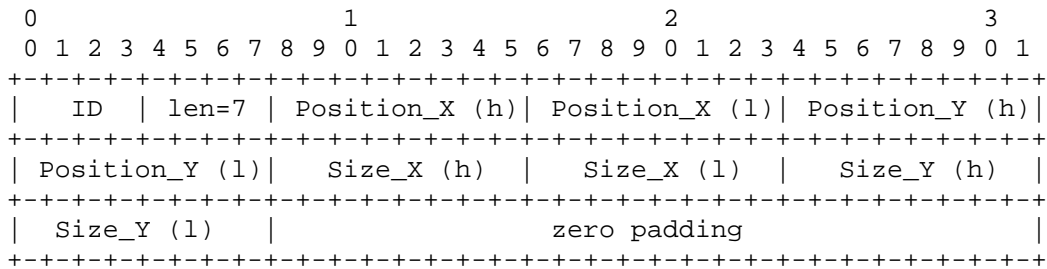 0                   1                   2                   3
 0 1 2 3 4 5 6 7 8 9 0 1 2 3 4 5 6 7 8 9 0 1 2 3 4 5 6 7 8 9 0 1
+-+-+-+-+-+-+-+-+-+-+-+-+-+-+-+-+-+-+-+-+-+-+-+-+-+-+-+-+-+-+-+-+
|   ID  | len=7 | Position_X (h)| Position_X (l)| Position_Y (h)|
+-+-+-+-+-+-+-+-+-+-+-+-+-+-+-+-+-+-+-+-+-+-+-+-+-+-+-+-+-+-+-+-+
| Position_Y (l)|   Size_X (h)  |   Size_X (l)  |   Size_Y (h)  |
+-+-+-+-+-+-+-+-+-+-+-+-+-+-+-+-+-+-+-+-+-+-+-+-+-+-+-+-+-+-+-+-+
|  Size_Y (l)   |                 zero padding                  |
+-+-+-+-+-+-+-+-+-+-+-+-+-+-+-+-+-+-+-+-+-+-+-+-+-+-+-+-+-+-+-+-+